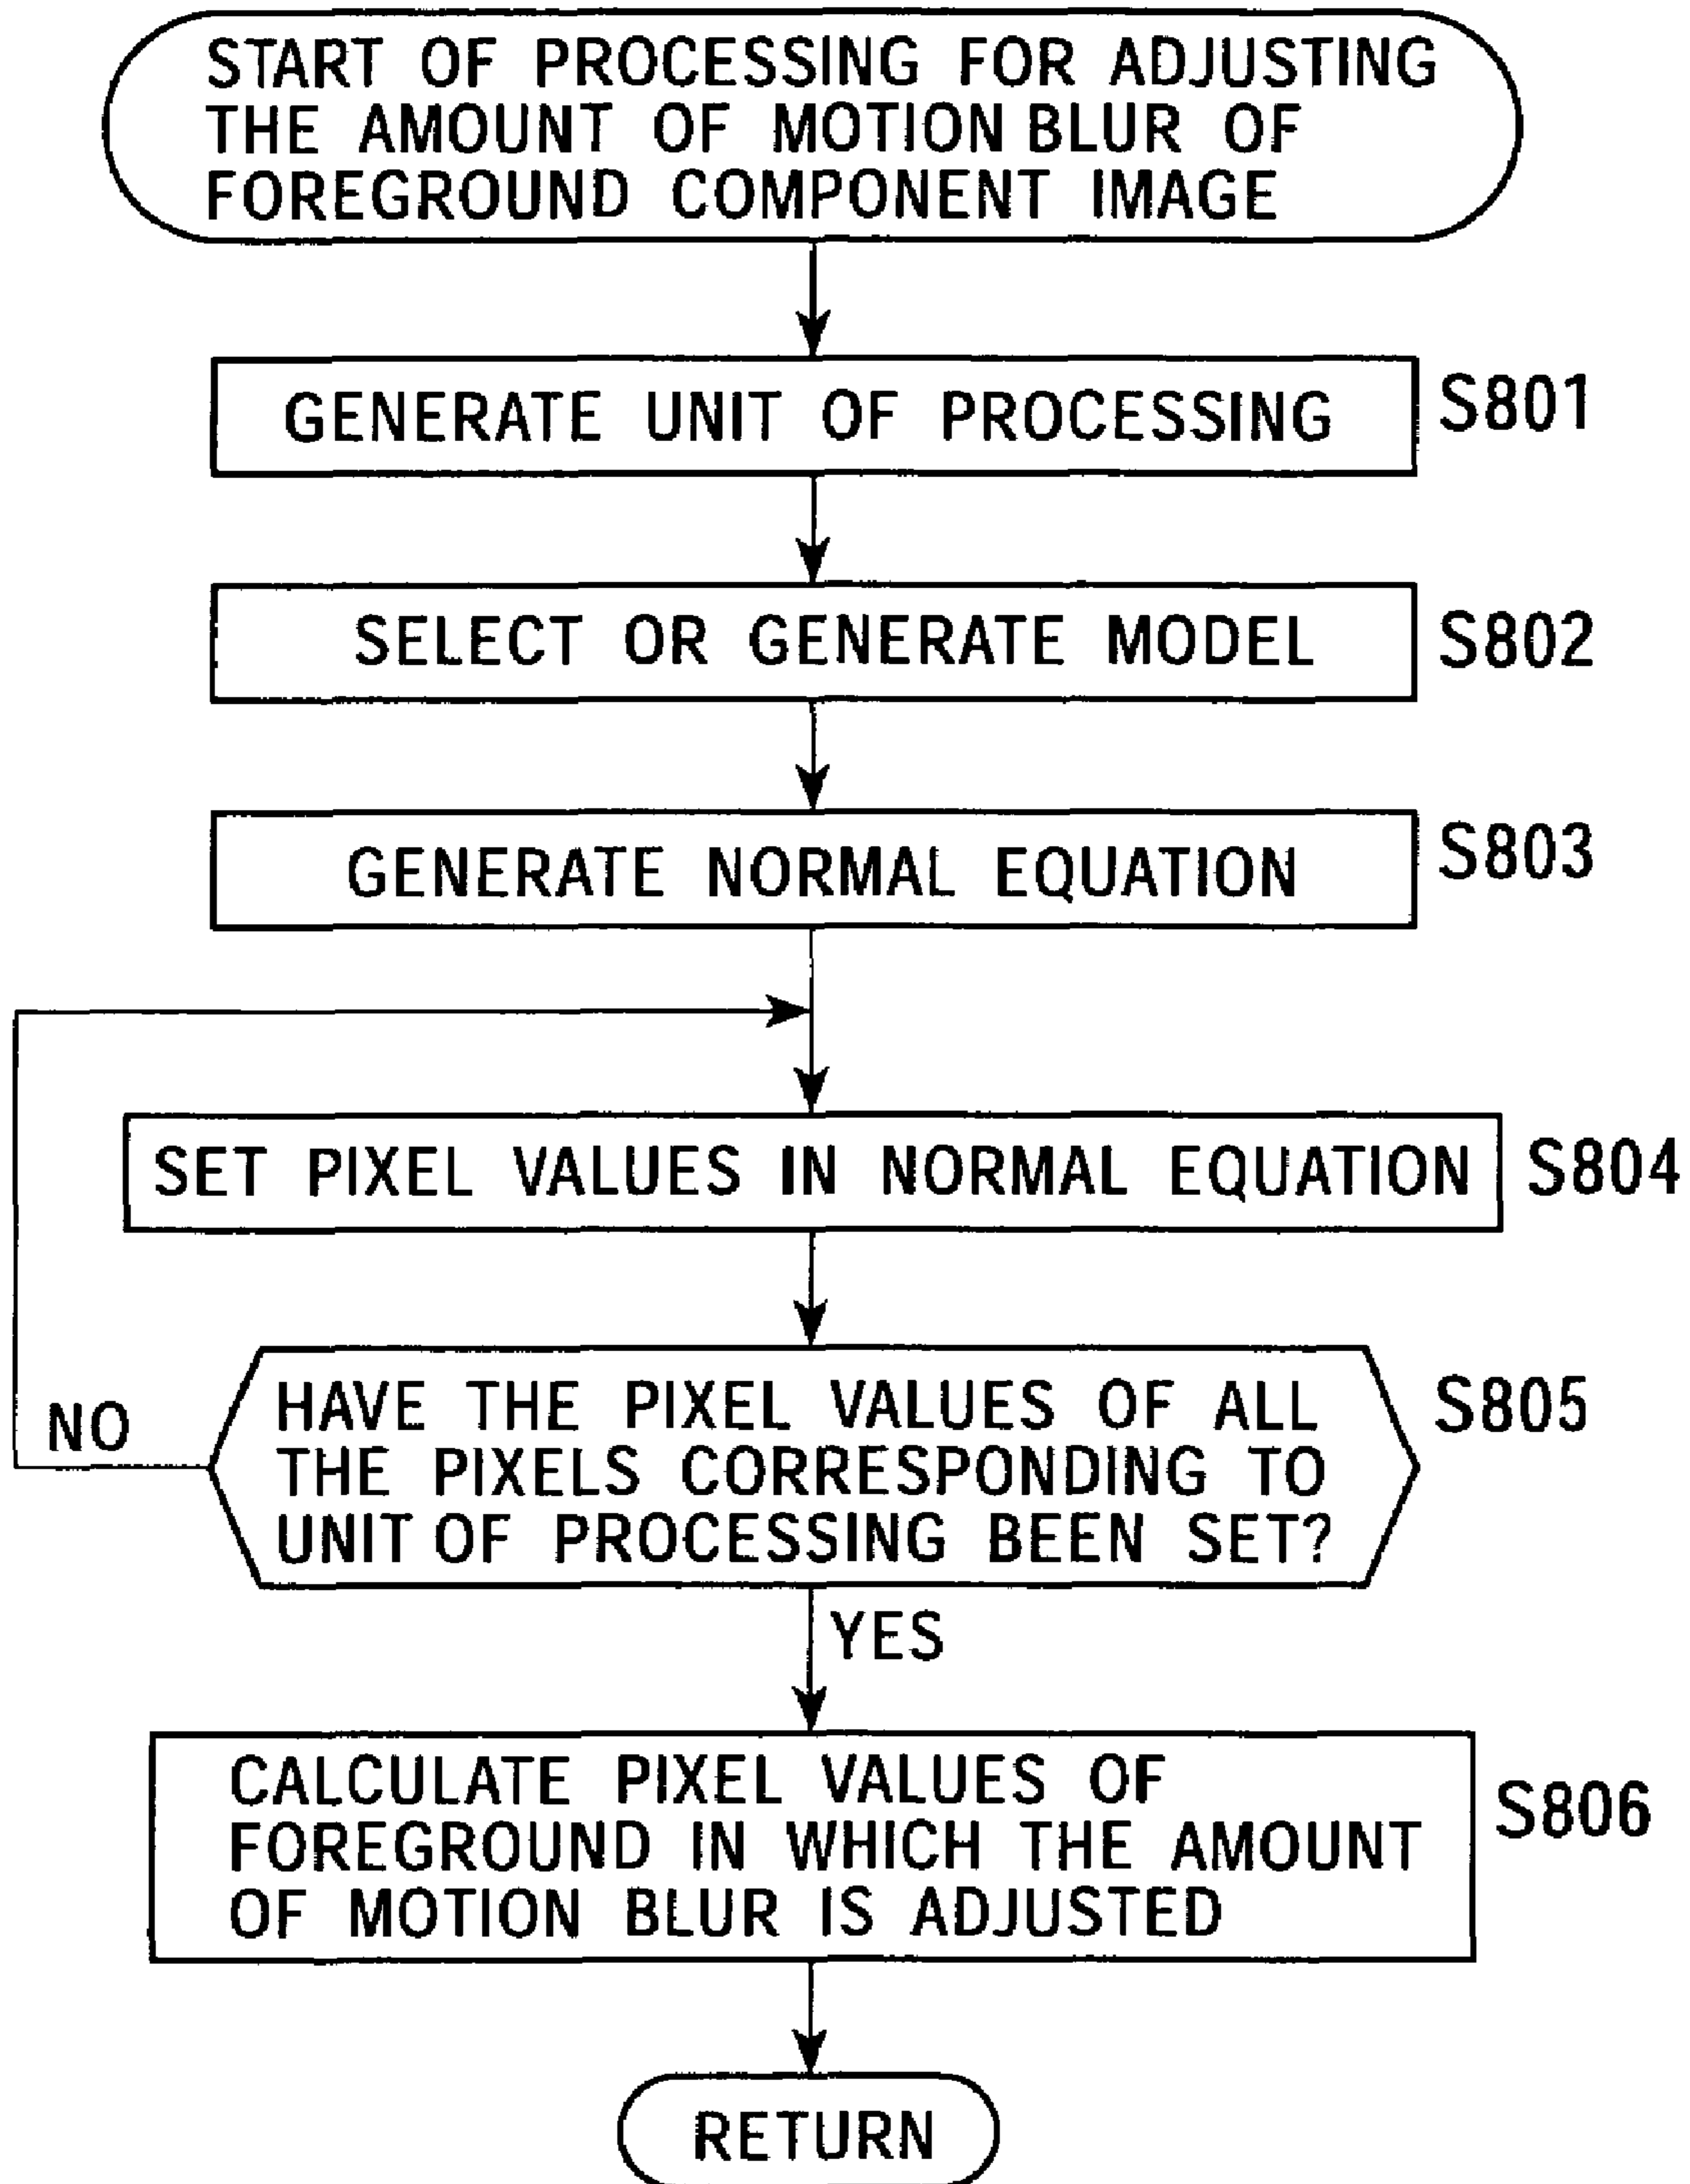 START OF PROCESSING FOR ADJUSTING
THE AMOUNT OF MOTION BLUR OF
FOREGROUND COMPONENT IMAGE
GENERATE UNIT OF PROCESSING
S801
SELECT OR GENERATE MODEL
S802
GENERATE NORMAL EQUATION
S803
SET PIXEL VALUES IN NORMAL EQUATION
S804
HAVE THE PIXEL VALUES OF ALL
THE PIXELS CORRESPONDING TO
UNIT OF PROCESSING BEEN SET?
S805
NO
YES
CALCULATE PIXEL VALUES OF
FOREGROUND IN WHICH THE AMOUNT
OF MOTION BLUR IS ADJUSTED
S806
RETURN